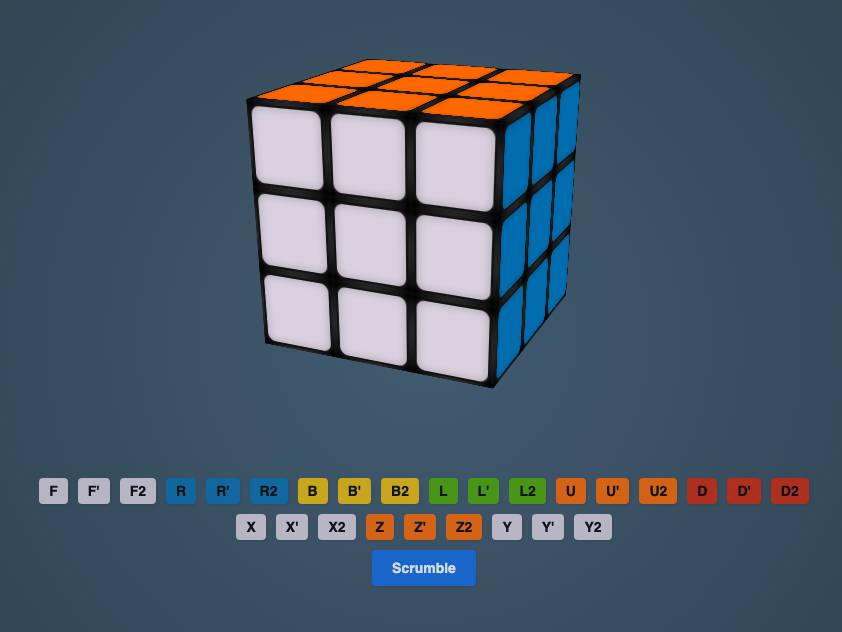 F F' F2 R R' R2 B B' B2 L L' L2 U U' U2 D D' D2
X X' X2 Z Z' Z2 Y Y' Y2
Scrumble